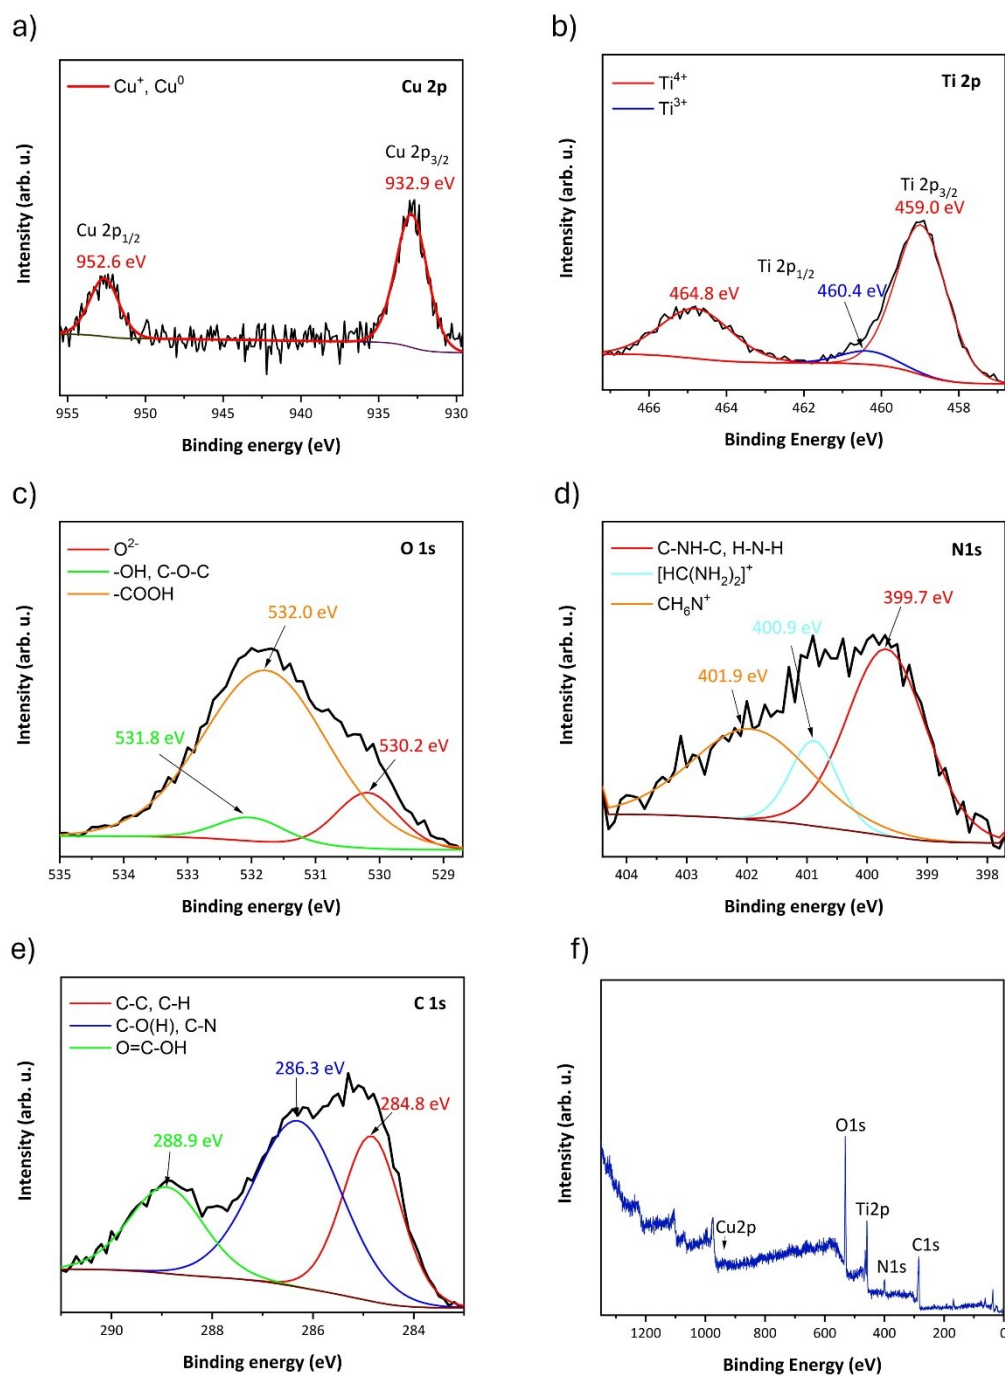 a)
Cu⁺, Cu⁰
Cu 2p
Cu 2p₃/₂
932.9 eV
Cu 2p₁/₂
952.6 eV
Intensity (arb. u.)
955 950 945 940 935 930
Binding energy (eV)
b)
Ti⁴⁺
Ti³⁺
Ti 2p
Ti 2p₃/₂
459.0 eV
Ti 2p₁/₂
464.8 eV
460.4 eV
Intensity (arb. u.)
466 464 462 460 458
Binding Energy (eV)
c)
O²⁻
-OH, C-O-C
-COOH
O 1s
532.0 eV
531.8 eV
530.2 eV
Intensity (arb. u.)
535 534 533 532 531 530 529
Binding energy (eV)
d)
C-NH-C, H-N-H
[HC(NH₂)₂]⁺
CH₆N⁺
N1s
399.7 eV
400.9 eV
401.9 eV
Intensity (arb. u.)
404 403 402 401 400 399 398
Binding energy (eV)
e)
C-C, C-H
C-O(H), C-N
O=C-OH
C 1s
286.3 eV
284.8 eV
288.9 eV
Intensity (arb. u.)
290 288 286 284
Binding energy (eV)
f)
O1s
Ti2p
Cu2p
C1s
N1s
Intensity (arb. u.)
1200 1000 800 600 400 200 0
Binding Energy (eV)